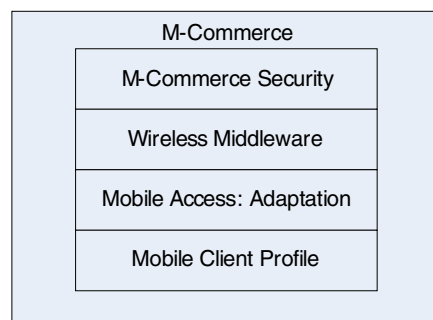 M-Commerce
M-Commerce Security
Wireless Middleware
Mobile Access: Adaptation
Mobile Client Profile